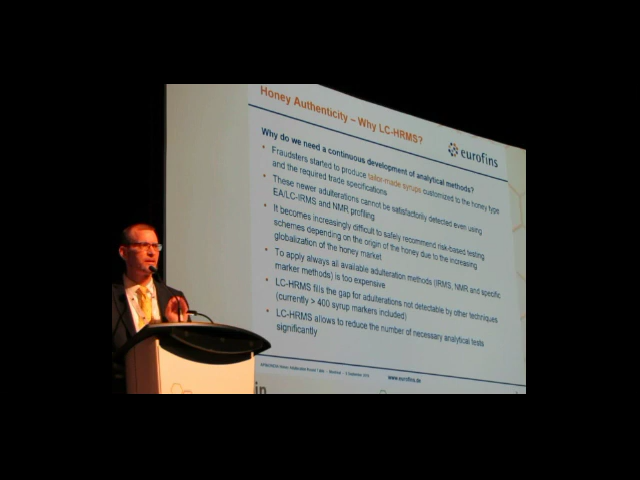 Honey Authenticity – Why LC-HRMS?
eurofins
Why do we need a continuous development of analytical methods?
• Fraudsters started to produce tailor-made syrups customized to the honey type
and the required trade specifications
• These newer adulterations cannot be satisfactorily detected even using
EA/LC-IRMS and NMR profiling
• It becomes increasingly difficult to safely recommend risk-based testing
schemes depending on the origin of the honey due to the increasing
globalization of the honey market
• To apply always all available adulteration methods (IRMS, NMR and specific
marker methods) is too expensive
• LC-HRMS fills the gap for adulterations not detectable by other techniques
(currently > 400 syrup markers included)
• LC-HRMS allows to reduce the number of necessary analytical tests
significantly
www.eurofins.de
in